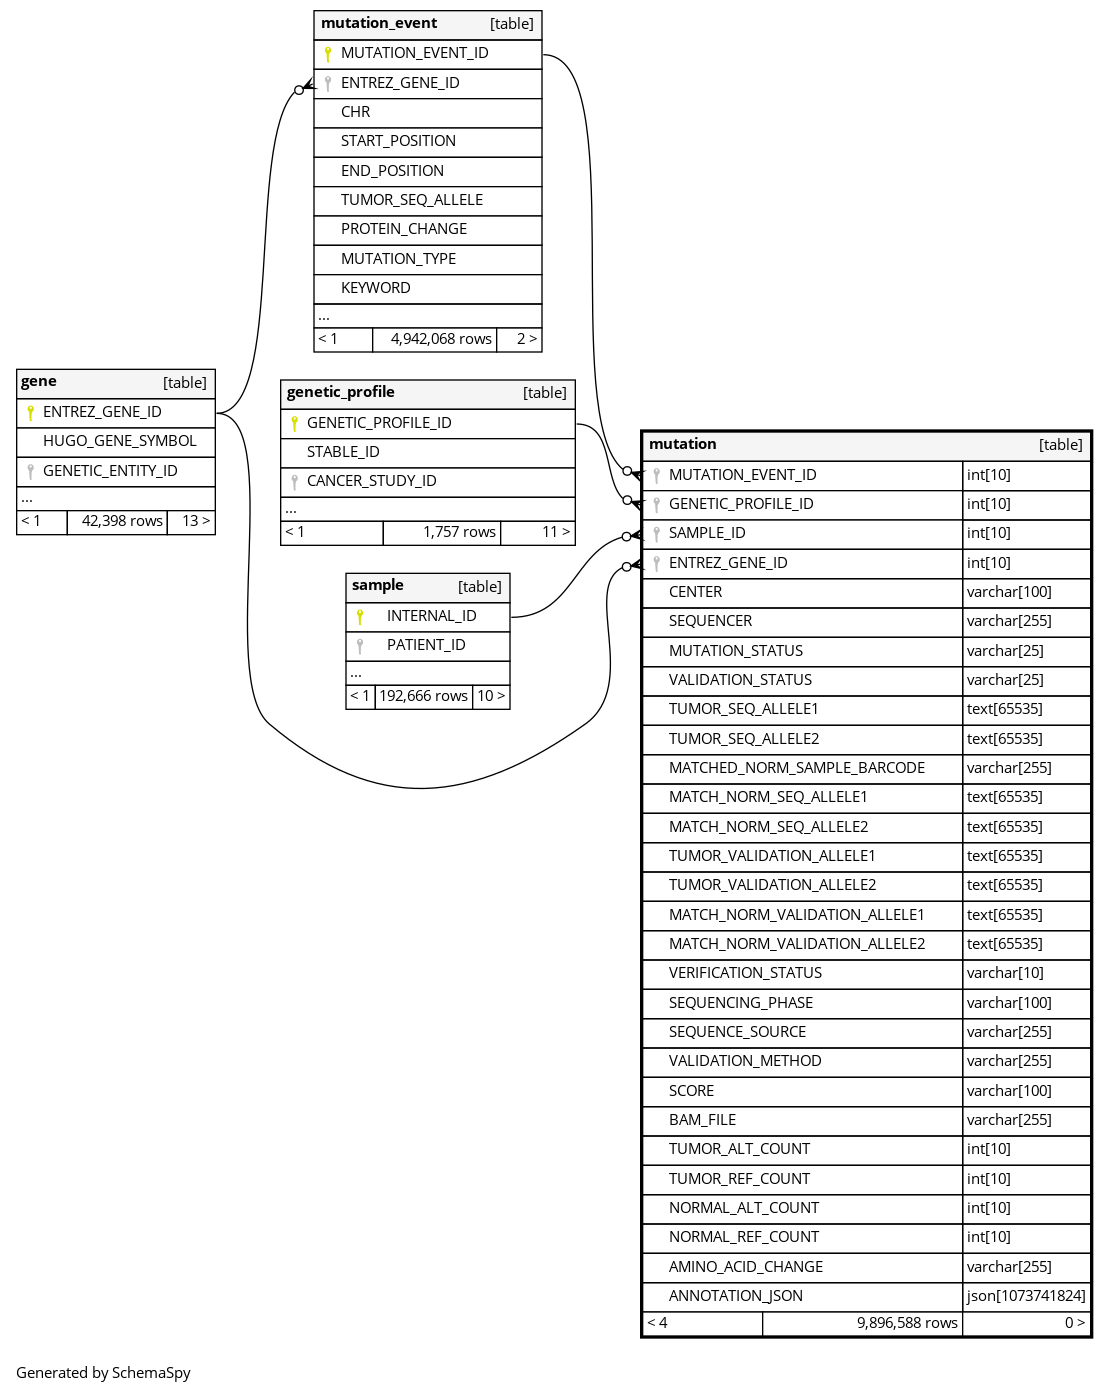 mutation_event [table]
MUTATION_EVENT_ID
ENTREZ_GENE_ID
CHR
START_POSITION
END_POSITION
TUMOR_SEQ_ALLELE
PROTEIN_CHANGE
MUTATION_TYPE
KEYWORD
...
< 1 4,942,068 rows 2 >
gene [table]
ENTREZ_GENE_ID
HUGO_GENE_SYMBOL
GENETIC_ENTITY_ID
...
< 1 42,398 rows 13 >
genetic_profile [table]
GENETIC_PROFILE_ID
STABLE_ID
CANCER_STUDY_ID
...
< 1 1,757 rows 11 >
sample [table]
INTERNAL_ID
PATIENT_ID
...
< 1 192,666 rows 10 >
mutation [table]
MUTATION_EVENT_ID int[10]
GENETIC_PROFILE_ID int[10]
SAMPLE_ID int[10]
ENTREZ_GENE_ID int[10]
CENTER varchar[100]
SEQUENCER varchar[255]
MUTATION_STATUS varchar[25]
VALIDATION_STATUS varchar[25]
TUMOR_SEQ_ALLELE1 text[65535]
TUMOR_SEQ_ALLELE2 text[65535]
MATCHED_NORM_SAMPLE_BARCODE varchar[255]
MATCH_NORM_SEQ_ALLELE1 text[65535]
MATCH_NORM_SEQ_ALLELE2 text[65535]
TUMOR_VALIDATION_ALLELE1 text[65535]
TUMOR_VALIDATION_ALLELE2 text[65535]
MATCH_NORM_VALIDATION_ALLELE1 text[65535]
MATCH_NORM_VALIDATION_ALLELE2 text[65535]
VERIFICATION_STATUS varchar[10]
SEQUENCING_PHASE varchar[100]
SEQUENCE_SOURCE varchar[255]
VALIDATION_METHOD varchar[255]
SCORE varchar[100]
BAM_FILE varchar[255]
TUMOR_ALT_COUNT int[10]
TUMOR_REF_COUNT int[10]
NORMAL_ALT_COUNT int[10]
NORMAL_REF_COUNT int[10]
AMINO_ACID_CHANGE varchar[255]
ANNOTATION_JSON json[1073741824]
< 4 9,896,588 rows 0 >
Generated by SchemaSpy